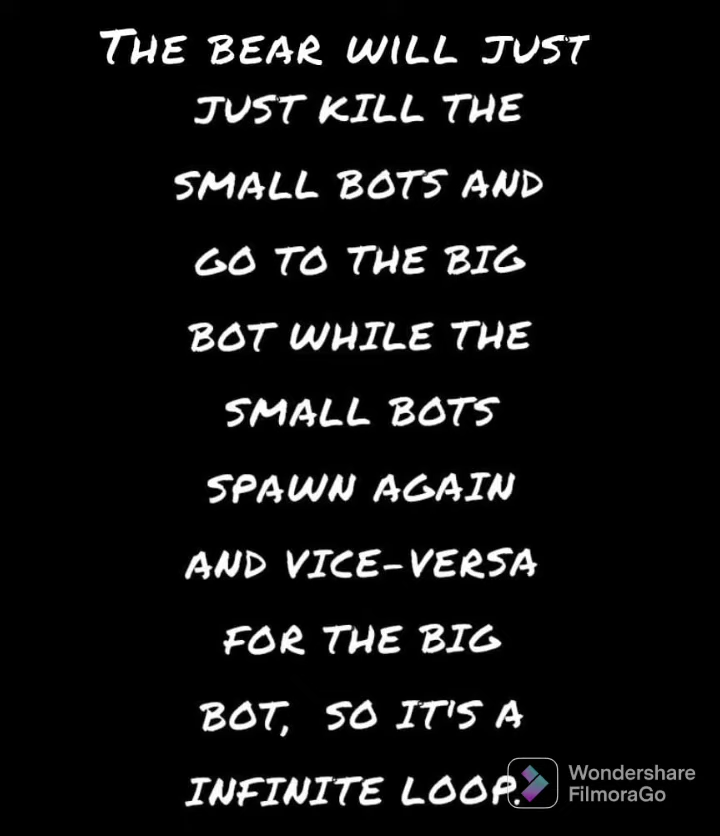 THE BEAR WILL JUST
JUST KILL THE
SMALL BOTS AND
GO TO THE BIG
BOT WHILE THE
SMALL BOTS
SPAWN AGAIN
AND VICE-VERSA
FOR THE BIG
BOT, SO IT'S A
INFINITE LOOP.
Wondershare
FilmoraGo